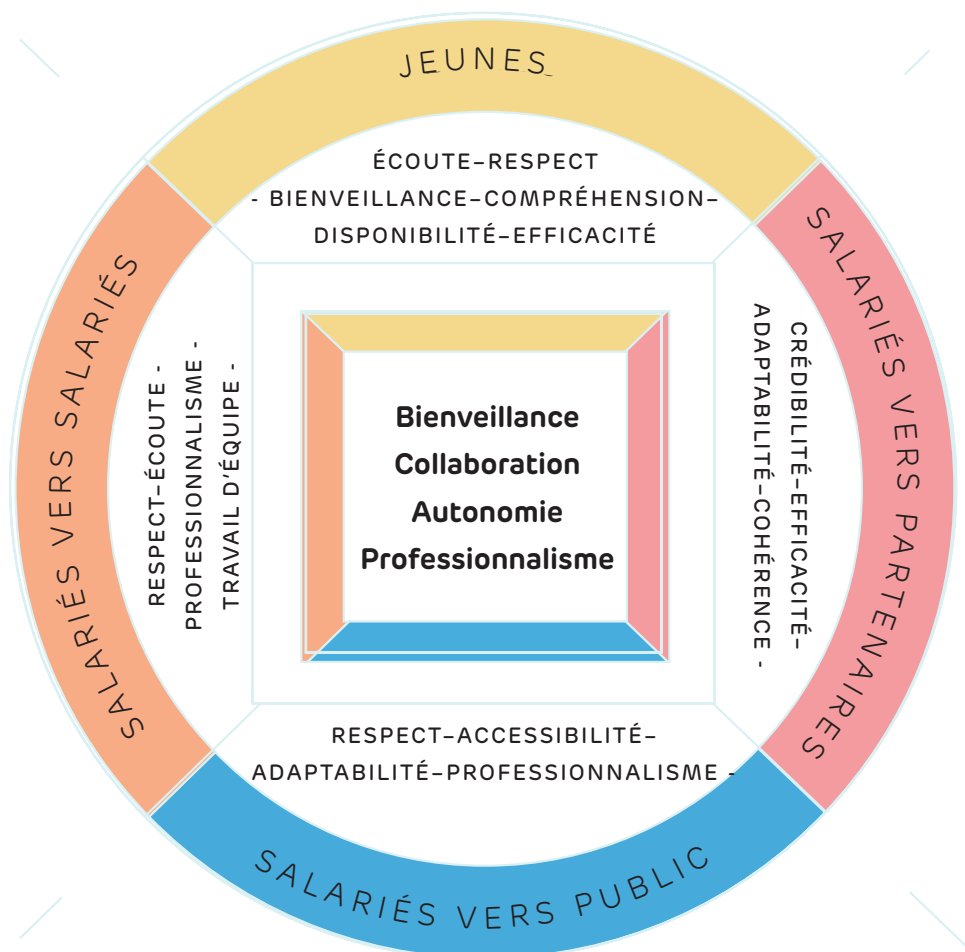 JEUNES
ÉCOUTE–RESPECT
- BIENVEILLANCE–COMPRÉHENSION–
DISPONIBILITÉ–EFFICACITÉ
SALARIÉS VERS SALARIÉS
RESPECT–ÉCOUTE -
PROFESSIONNALISME -
TRAVAIL D'ÉQUIPE -
Bienveillance
Collaboration
Autonomie
Professionnalisme
SALARIÉS VERS PARTENAIRES
CRÉDIBILITÉ–EFFICACITÉ–
ADAPTABILITÉ–COHÉRENCE -
RESPECT–ACCESSIBILITÉ–
ADAPTABILITÉ–PROFESSIONNALISME -
SALARIÉS VERS PUBLIC